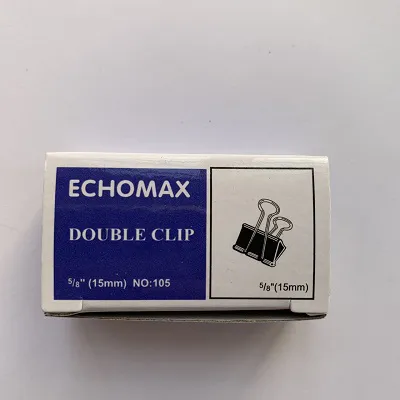 ECHOMAX
DOUBLE CLIP
5/8" (15mm) NO:105
5/8"(15mm)